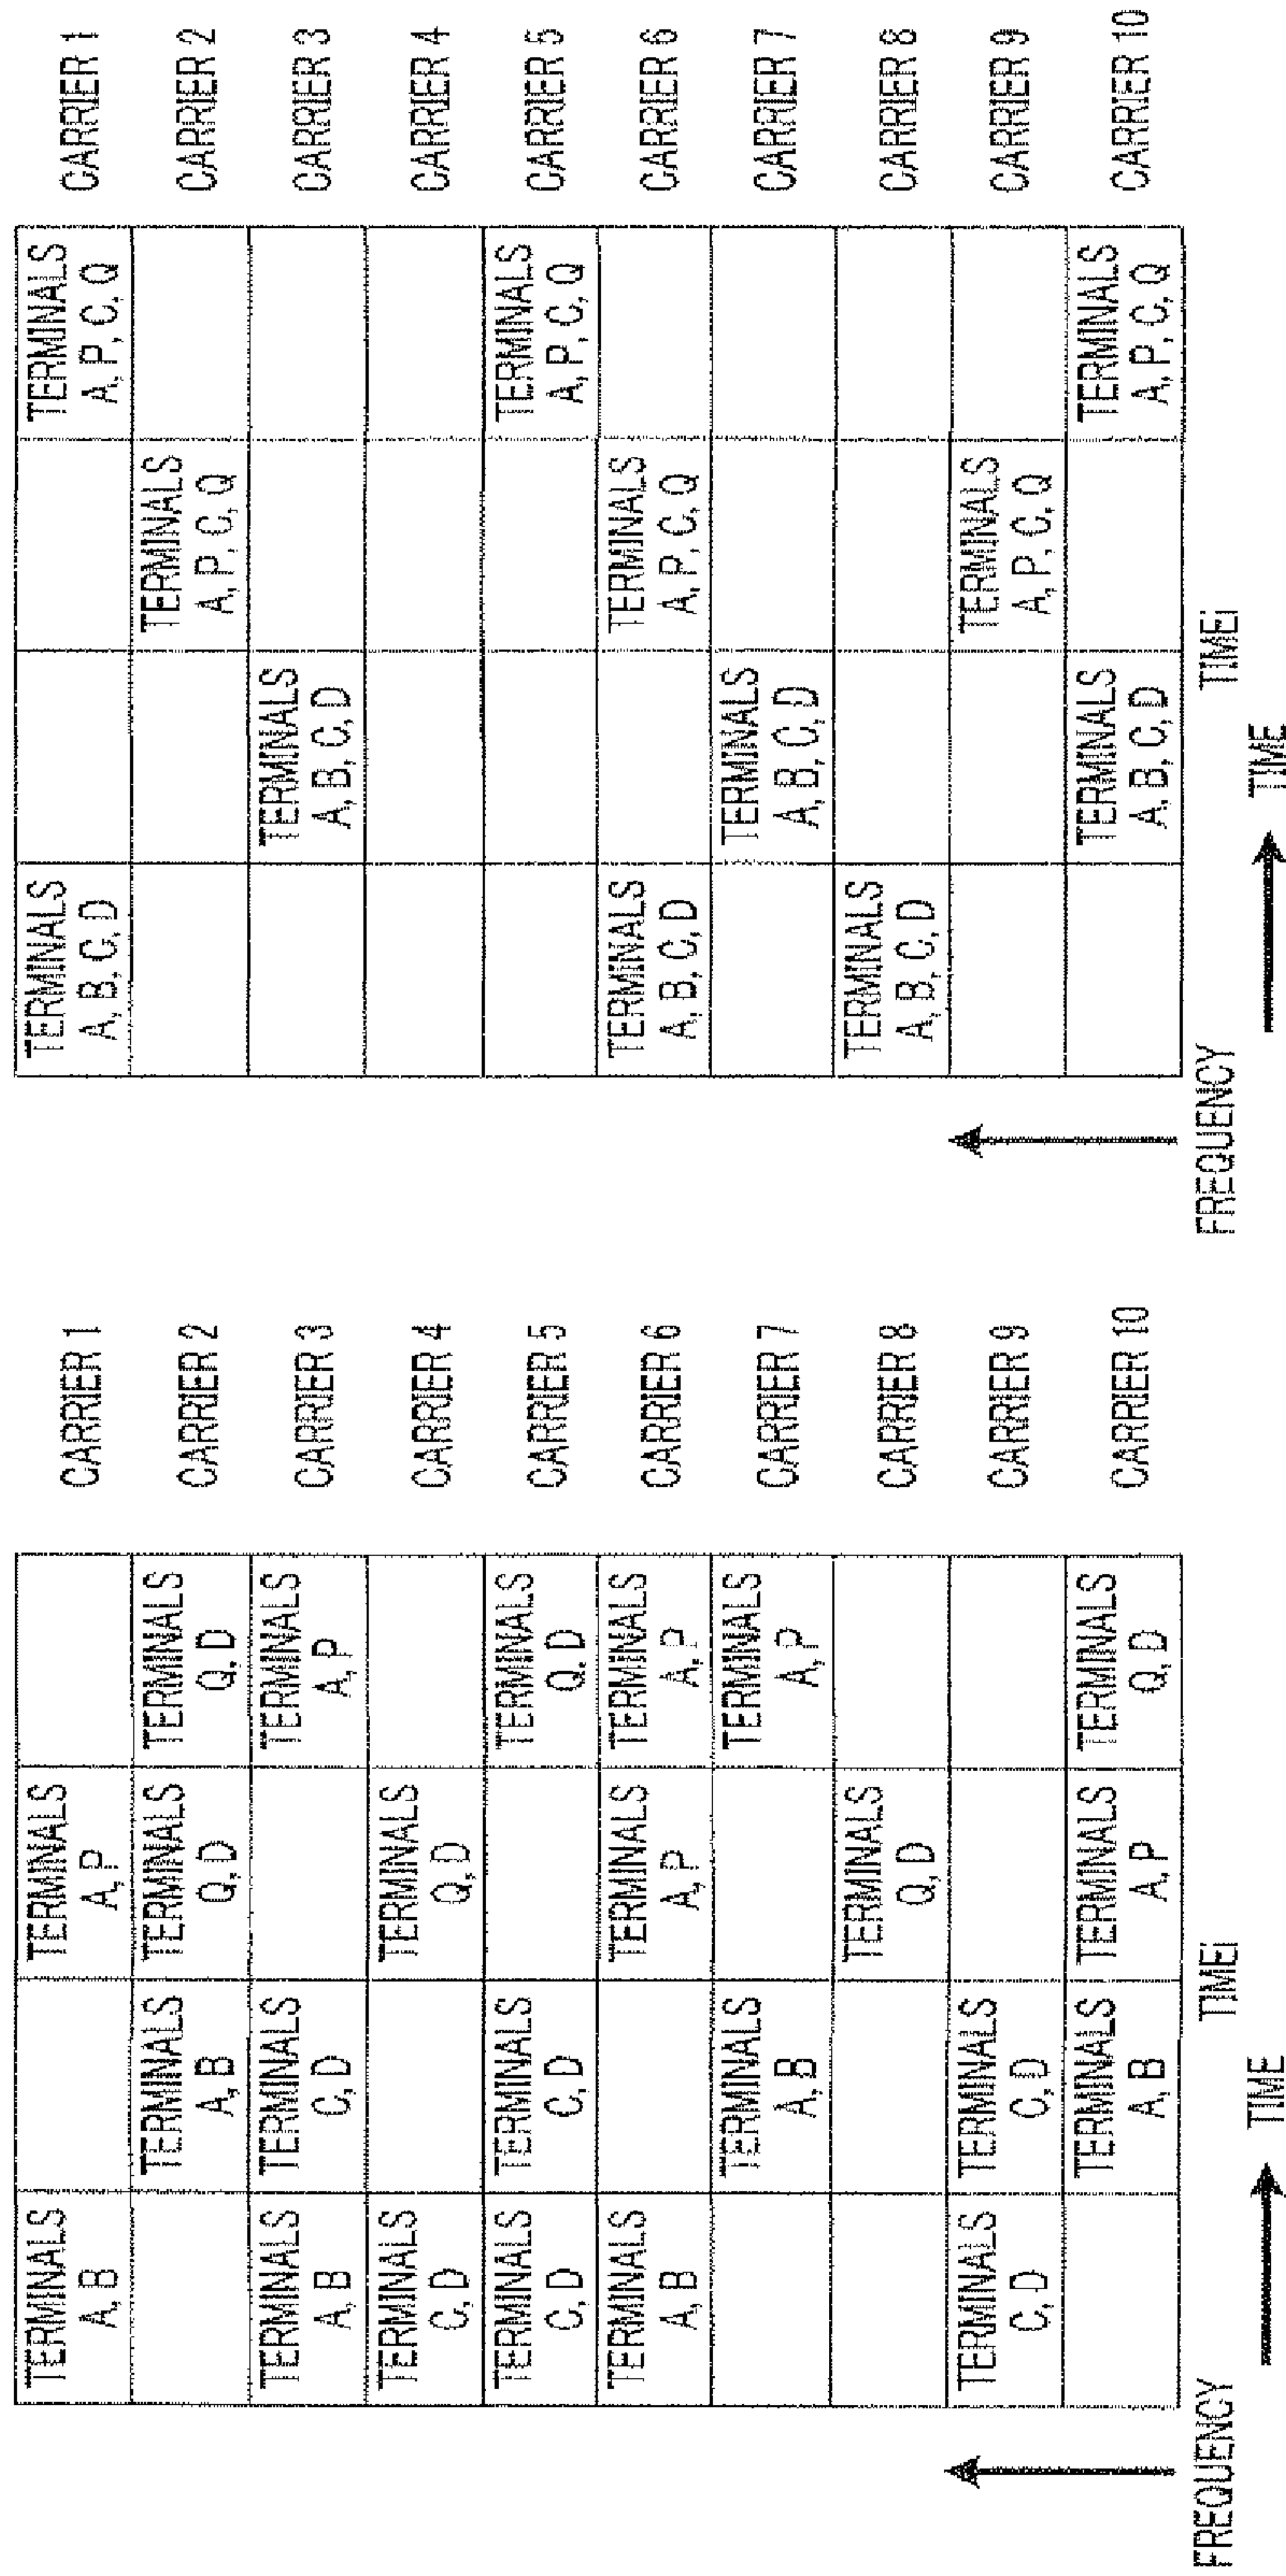 TERMINALS
A, B
TERMINALS
A, P
CARRIER 1
TERMINALS
A, B
TERMINALS
Q, D
TERMINALS
Q, D
CARRIER 2
TERMINALS
A, B
TERMINALS
C, D
TERMINALS
A, P
CARRIER 3
TERMINALS
C, D
TERMINALS
Q, D
CARRIER 4
TERMINALS
C, D
TERMINALS
C, D
TERMINALS
Q, D
CARRIER 5
TERMINALS
A, B
TERMINALS
A, P
TERMINALS
A, P
CARRIER 6
TERMINALS
A, B
TERMINALS
A, P
CARRIER 7
TERMINALS
Q, D
CARRIER 8
TERMINALS
C, D
TERMINALS
C, D
CARRIER 9
TERMINALS
A, B
TERMINALS
A, P
TERMINALS
Q, D
CARRIER 10
FREQUENCY
TIMEi
TIME
TERMINALS
A, B, C, D
TERMINALS
A, P, C, Q
CARRIER 1
TERMINALS
A, P, C, Q
CARRIER 2
TERMINALS
A, B, C, D
CARRIER 3
CARRIER 4
TERMINALS
A, P, C, Q
CARRIER 5
TERMINALS
A, B, C, D
TERMINALS
A, P, C, Q
CARRIER 6
TERMINALS
A, B, C, D
CARRIER 7
TERMINALS
A, B, C, D
CARRIER 8
TERMINALS
A, P, C, Q
CARRIER 9
TERMINALS
A, B, C, D
TERMINALS
A, P, C, Q
CARRIER 10
FREQUENCY
TIMEi
TIME